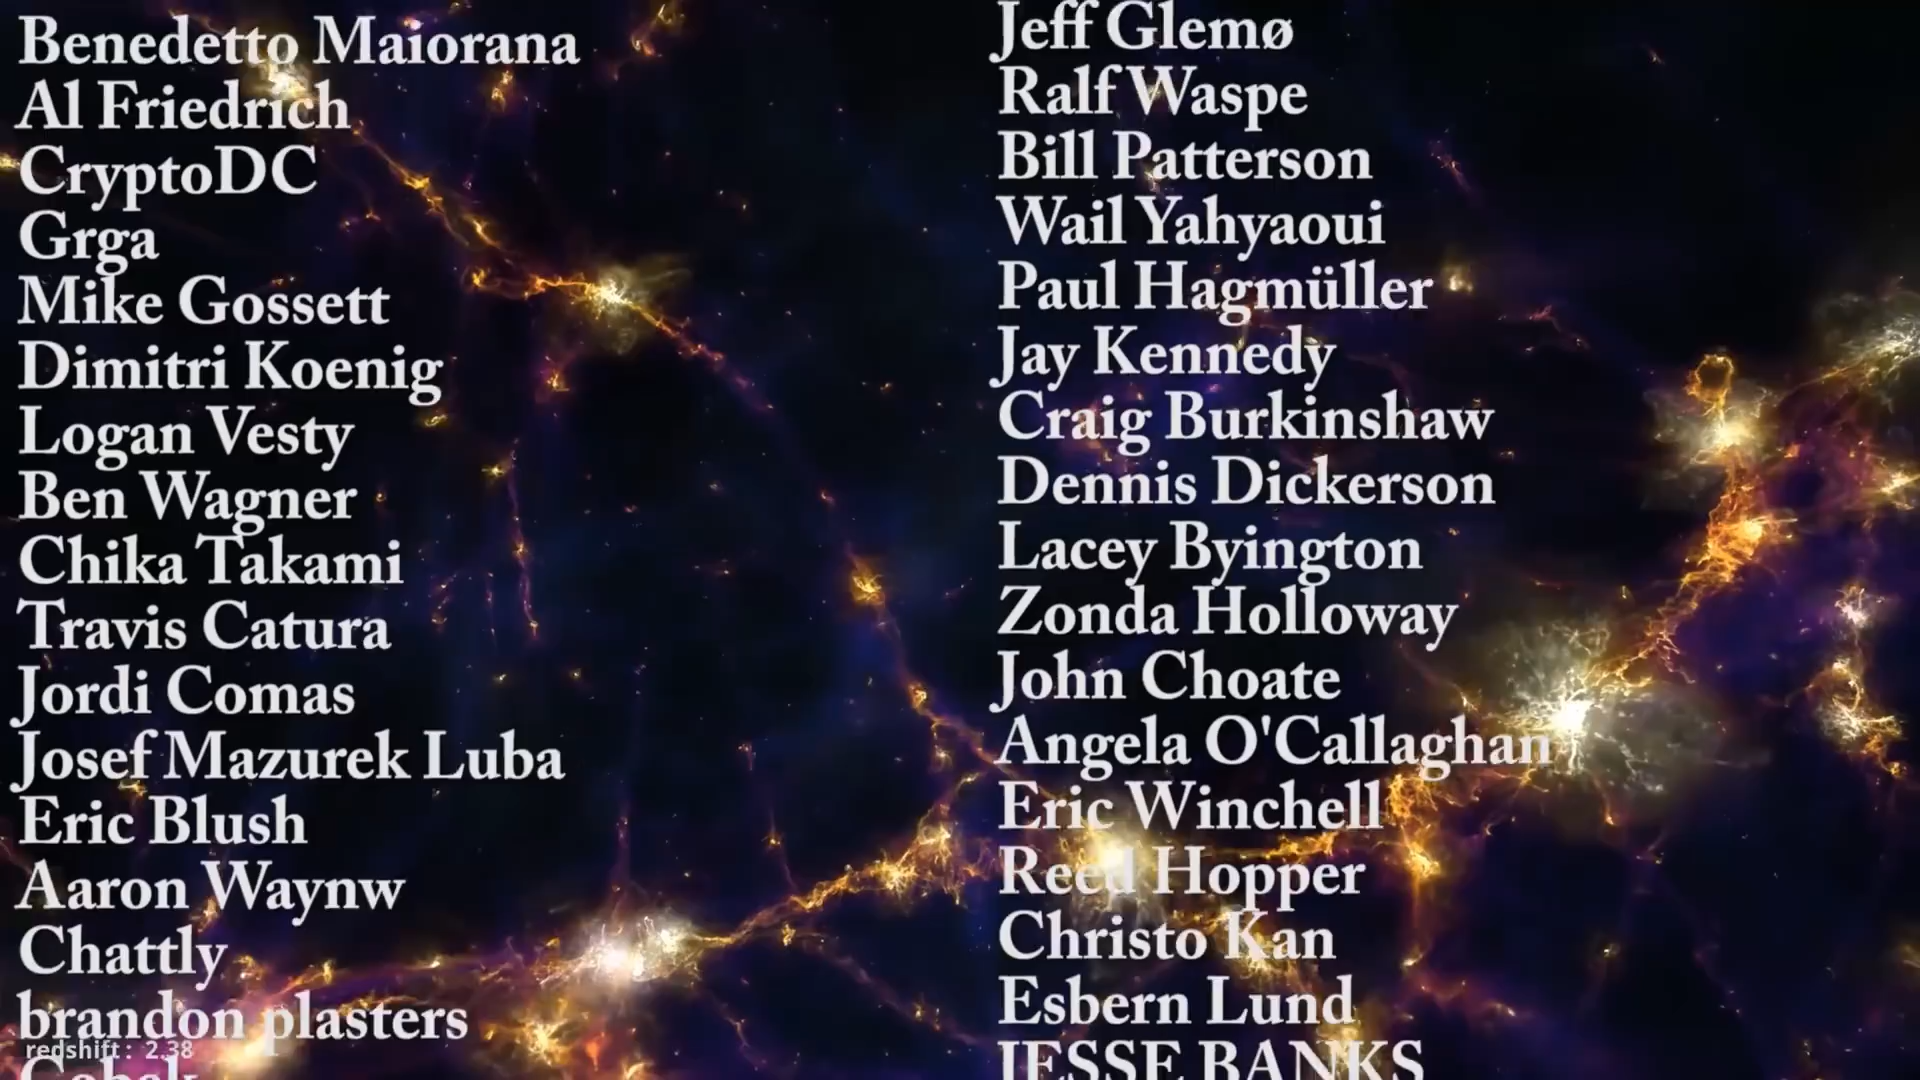 Benedetto Maiorana
Al Friedrich
CryptoDC
Grga
Mike Gossett
Dimitri Koenig
Logan Vesty
Ben Wagner
Chika Takami
Travis Catura
Jordi Comas
Josef Mazurek Luba
Eric Blush
Aaron Waynw
Chattly
brandon plasters
redshift: 2.38
Jeff Glemø
Ralf Waspe
Bill Patterson
Wail Yahyaoui
Paul Hagmüller
Jay Kennedy
Craig Burkinshaw
Dennis Dickerson
Lacey Byington
Zonda Holloway
John Choate
Angela O'Callaghan
Eric Winchell
Reed Hopper
Christo Kan
Esbern Lund
JESSE BANKS